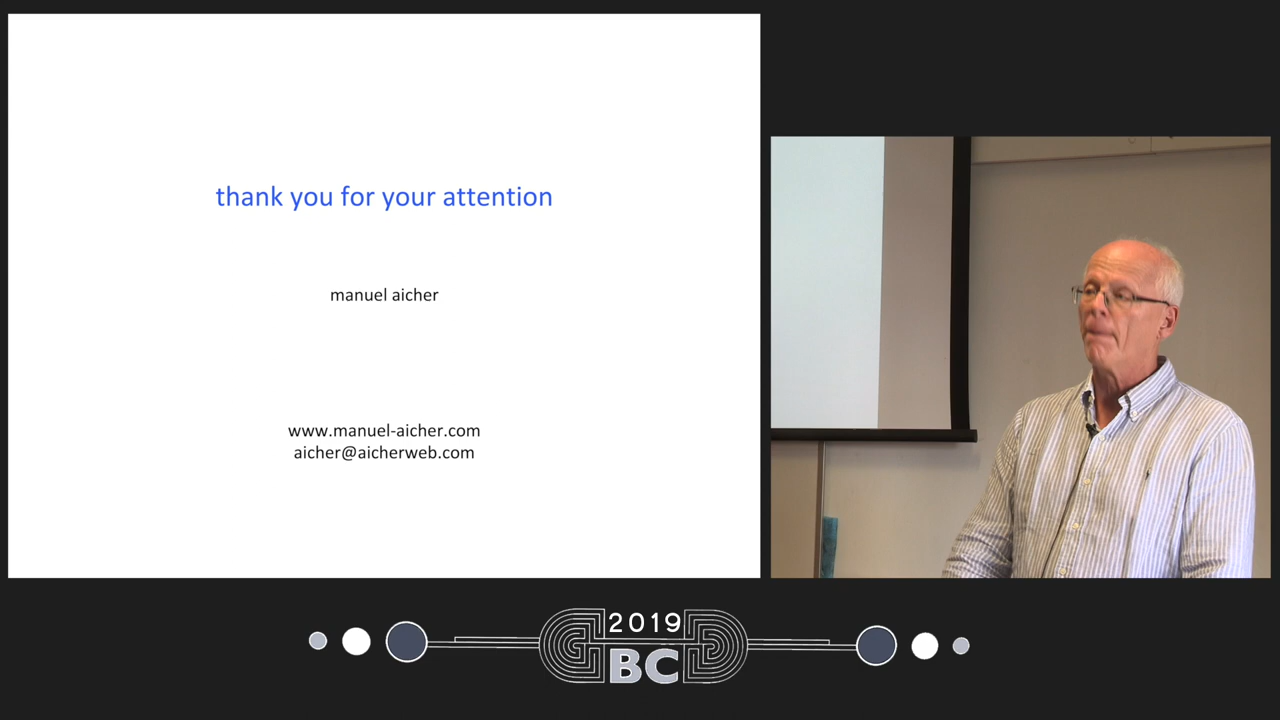 thank you for your attention
manuel aicher
www.manuel-aicher.com
aicher@aicherweb.com
2019
BC